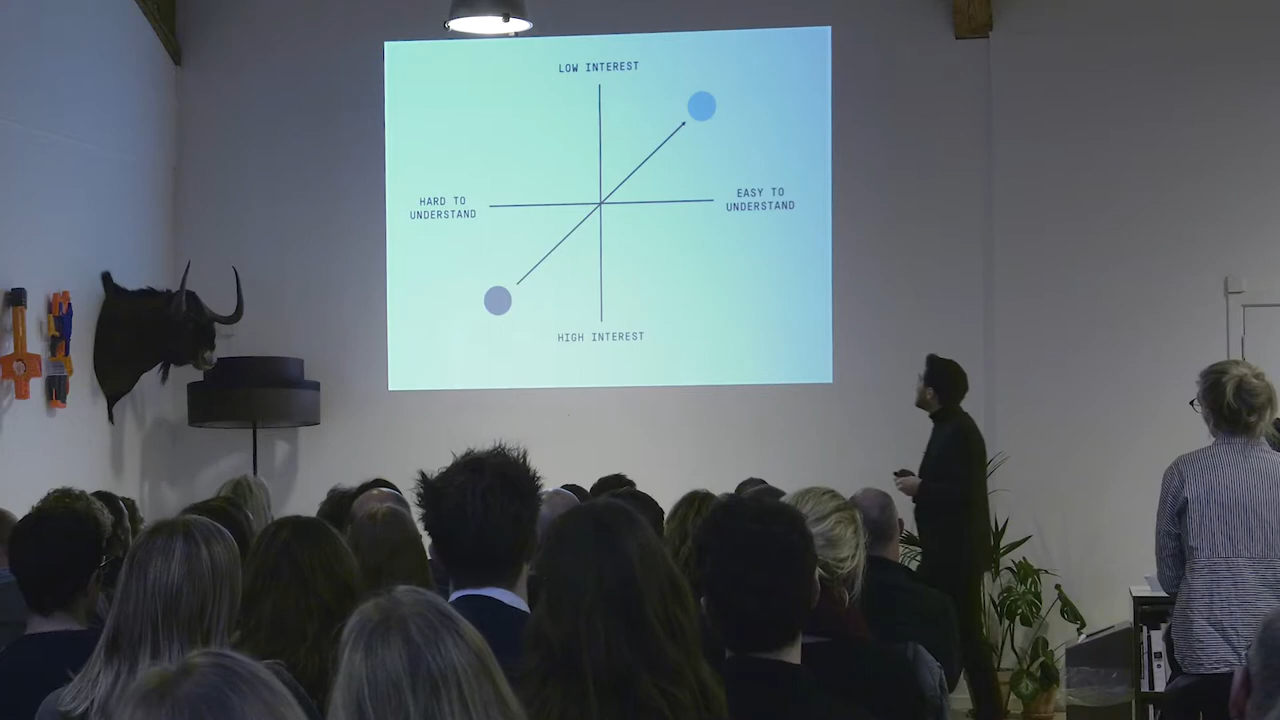 LOW INTEREST
HARD TO
UNDERSTAND
EASY TO
UNDERSTAND
HIGH INTEREST